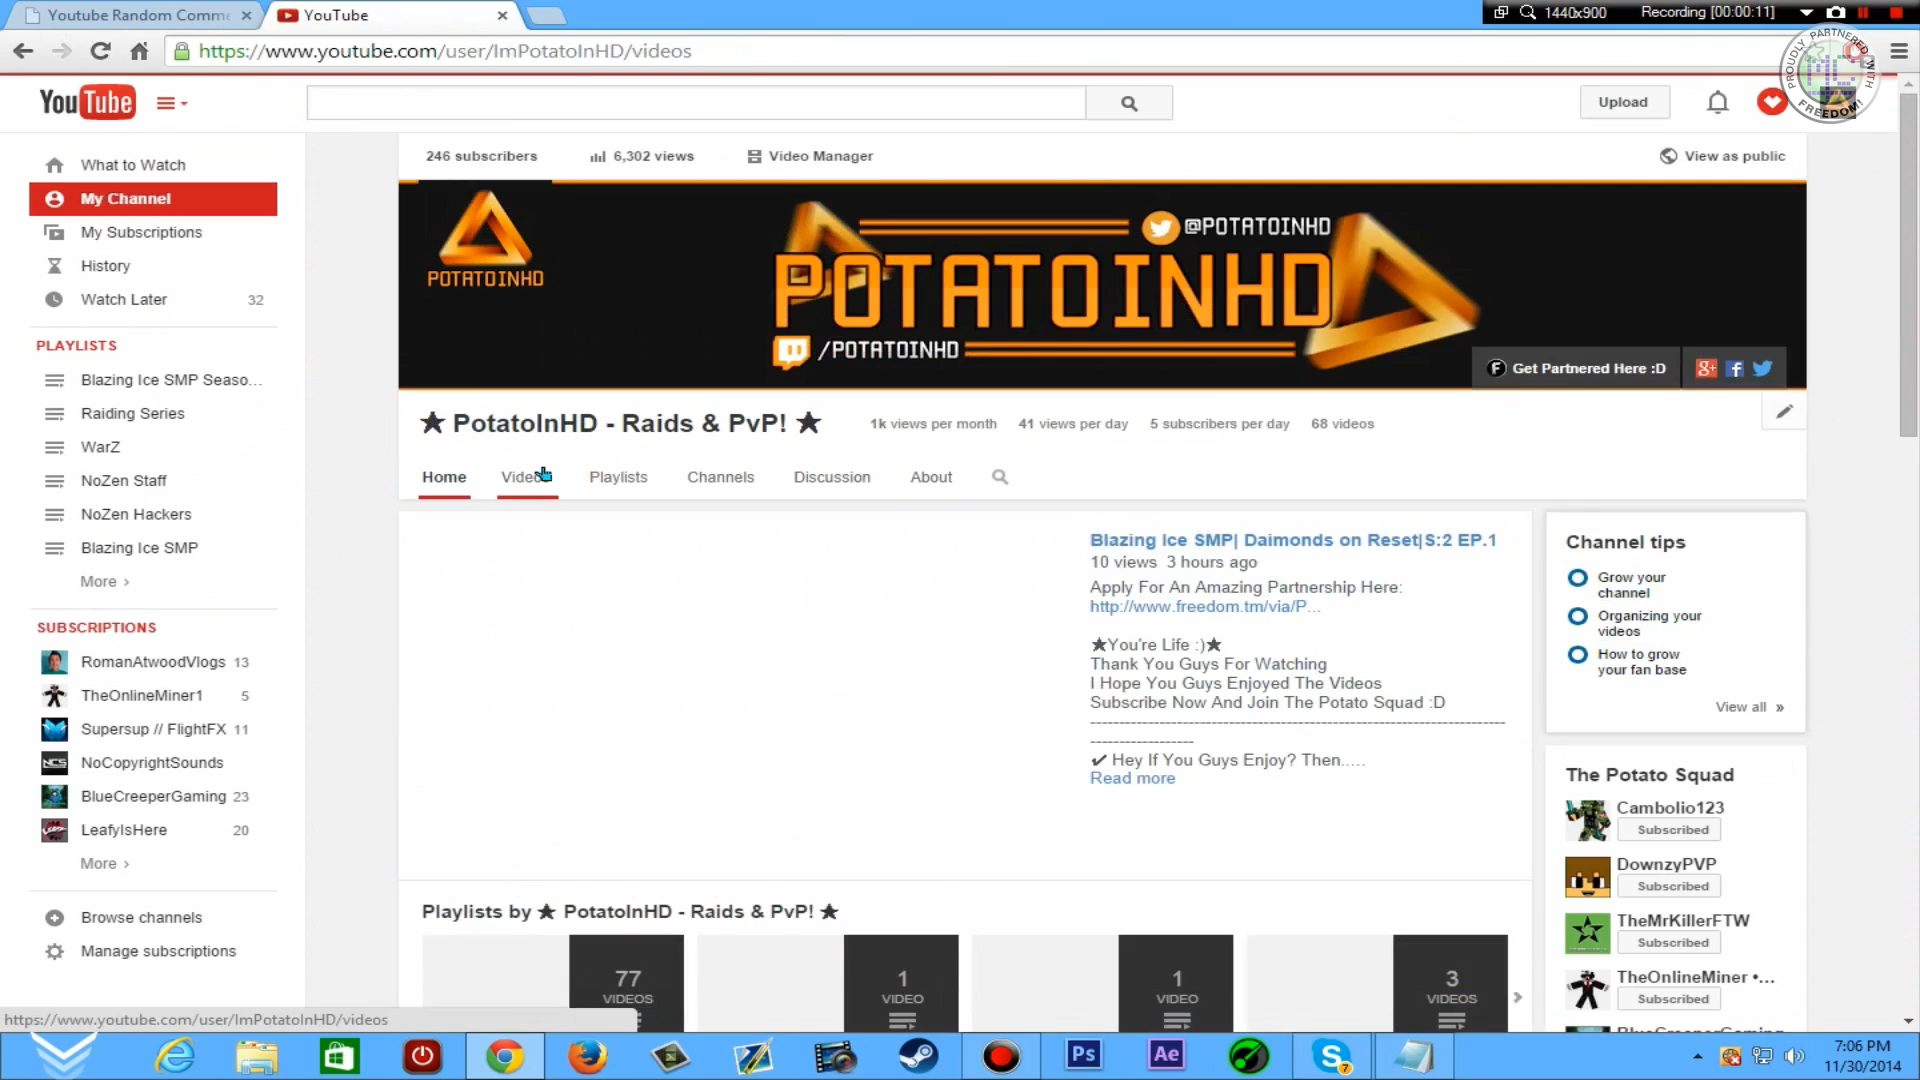 Youtube Random Comme
YouTube
1440x900
Recording [00:00:11]
https://www.youtube.com/user/ImPotatoInHD/videos
PROUDLY PARTNERED WITH FREEDOM!
YouTube
Upload
What to Watch
My Channel
My Subscriptions
History
Watch Later 32
PLAYLISTS
Blazing Ice SMP Seaso...
Raiding Series
WarZ
NoZen Staff
NoZen Hackers
Blazing Ice SMP
More ›
SUBSCRIPTIONS
RomanAtwoodVlogs 13
TheOnlineMiner1 5
Supersup // FlightFX 11
NoCopyrightSounds
BlueCreeperGaming 23
LeafyIsHere 20
More ›
Browse channels
Manage subscriptions
246 subscribers 6,302 views Video Manager View as public
POTATOINHD
@POTATOINHD
POTATOINHD
/POTATOINHD
Get Partnered Here :D
★ PotatoInHD - Raids & PvP! ★ 1k views per month 41 views per day 5 subscribers per day 68 videos
Home Videos Playlists Channels Discussion About
Blazing Ice SMP| Daimonds on Reset|S:2 EP.1
10 views 3 hours ago
Apply For An Amazing Partnership Here:
http://www.freedom.tm/via/P...
★You're Life :)★
Thank You Guys For Watching
I Hope You Guys Enjoyed The Videos
Subscribe Now And Join The Potato Squad :D
✔ Hey If You Guys Enjoy? Then.....
Read more
Playlists by ★ PotatoInHD - Raids & PvP! ★
77 VIDEOS
1 VIDEO
1 VIDEO
3 VIDEOS
Channel tips
Grow your
channel
Organizing your
videos
How to grow
your fan base
View all »
The Potato Squad
Cambolio123
Subscribed
DownzyPVP
Subscribed
TheMrKillerFTW
Subscribed
TheOnlineMiner •...
Subscribed
BlueCreeperGaming
https://www.youtube.com/user/ImPotatoInHD/videos
Ps
Ae
7
7:06 PM
11/30/2014